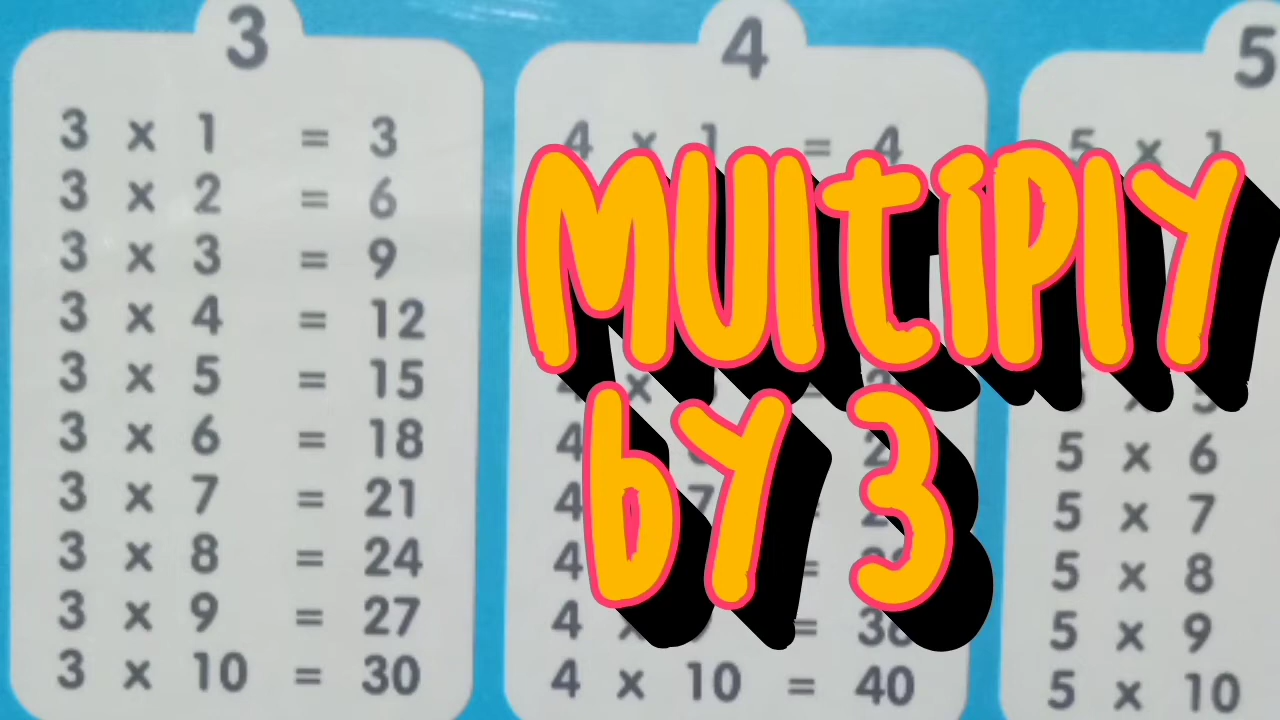 3
3 x 1 = 3
3 x 2 = 6
3 x 3 = 9
3 x 4 = 12
3 x 5 = 15
3 x 6 = 18
3 x 7 = 21
3 x 8 = 24
3 x 9 = 27
3 x 10 = 30
4
4 x 1 = 4
4 x 10 = 40
5
5 x 1
5 x 6
5 x 7
5 x 8
5 x 9
5 x 10
MUltiPlY
bY 3